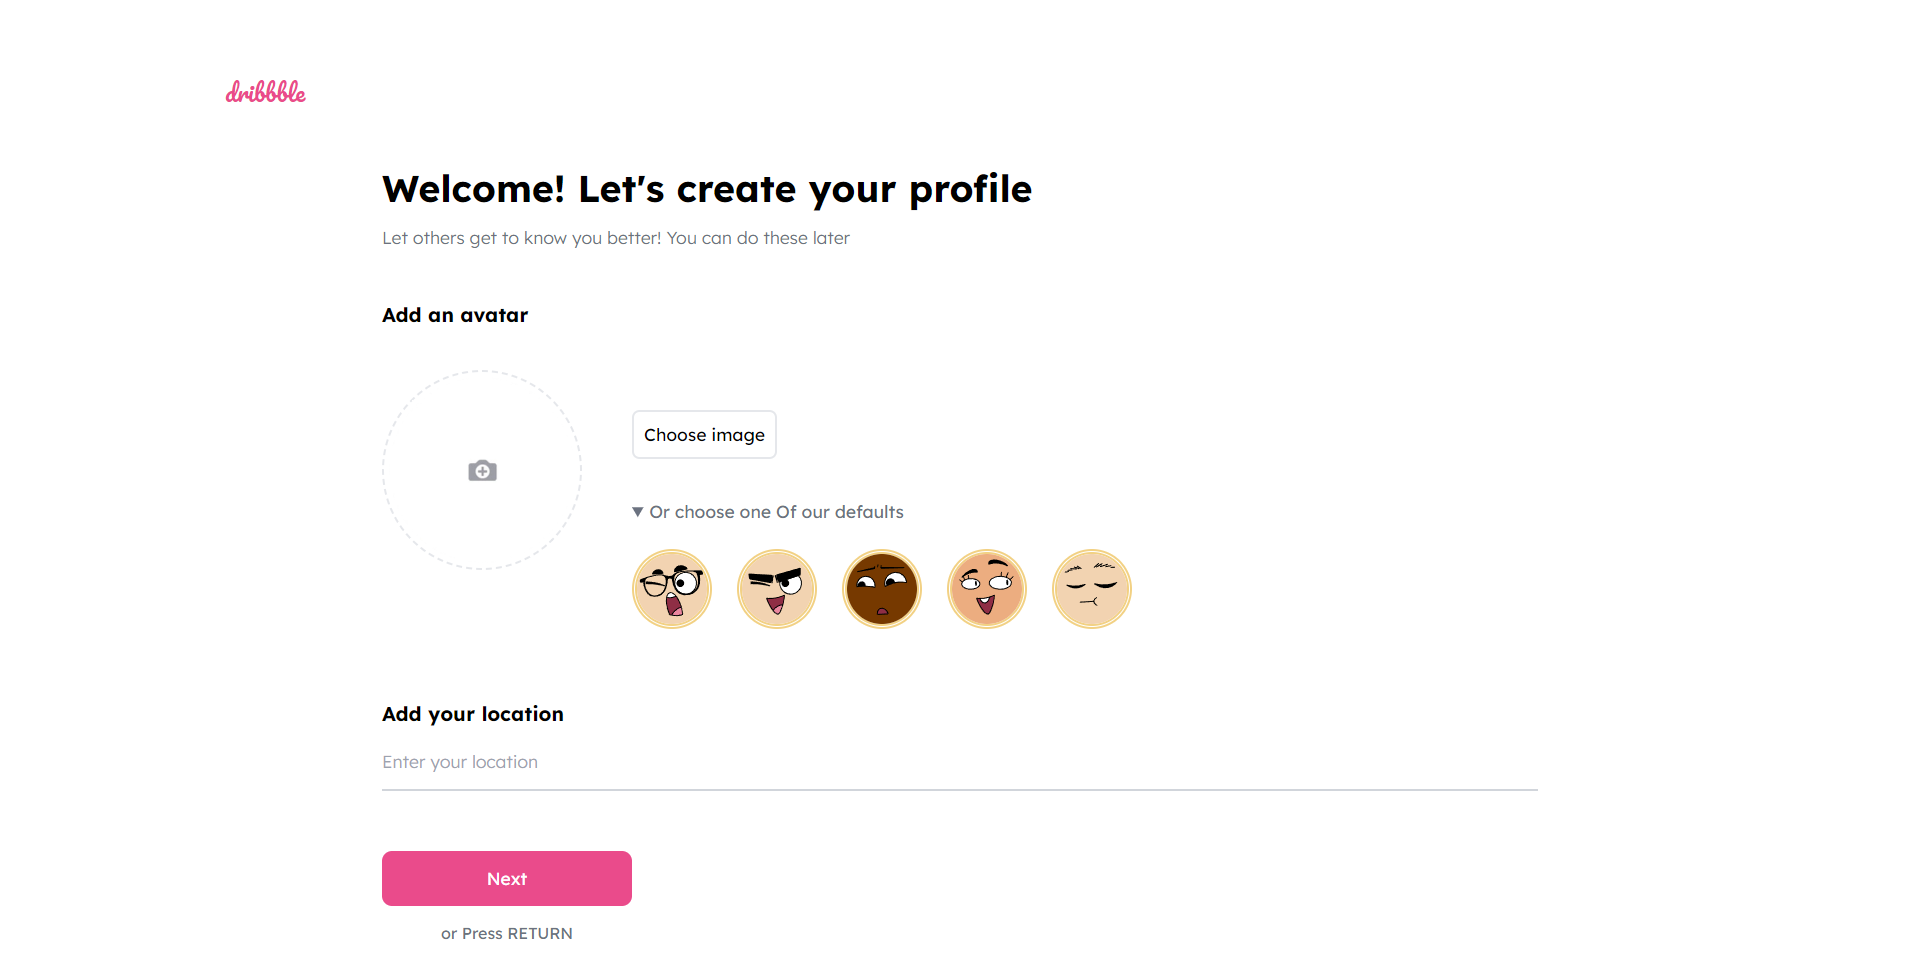 dribbble
Welcome! Let's create your profile
Let others get to know you better! You can do these later
Add an avatar
Choose image
▼ Or choose one Of our defaults
Add your location
Enter your location
Next
or Press RETURN